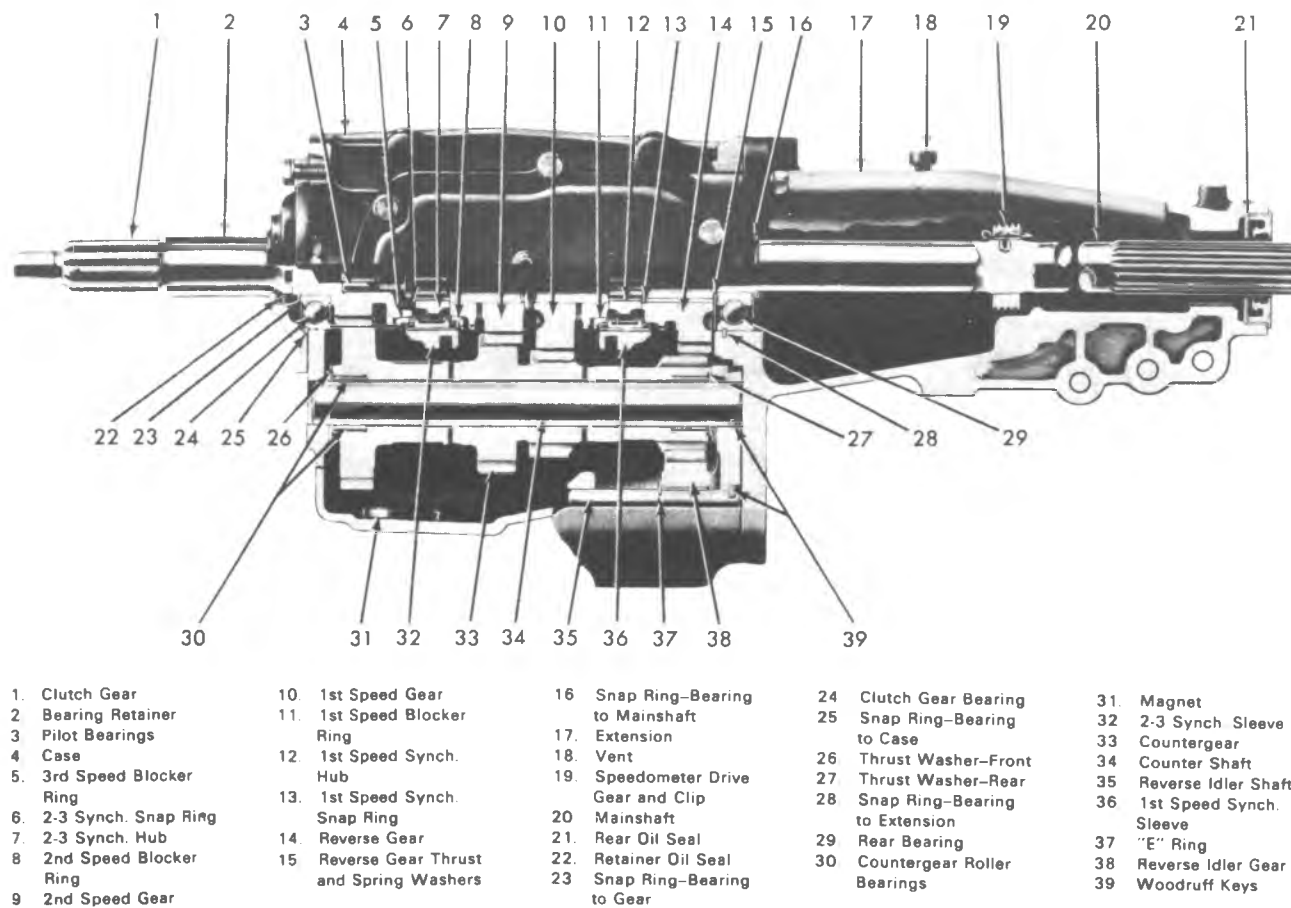 1 2 3 4 5 6 7 8 9 10 11 12 13 14 15 16 17 18 19 20 21
22 23 24 25 26 27 28 29
30 31 32 33 34 35 36 37 38 39
1. Clutch Gear
2 Bearing Retainer
3 Pilot Bearings
4 Case
5. 3rd Speed Blocker
Ring
6. 2-3 Synch. Snap Ring
7. 2-3 Synch. Hub
8 2nd Speed Blocker
Ring
9 2nd Speed Gear
10. 1st Speed Gear
11. 1st Speed Blocker
Ring
12. 1st Speed Synch.
Hub
13. 1st Speed Synch.
Snap Ring
14. Reverse Gear
15 Reverse Gear Thrust
and Spring Washers
16 Snap Ring–Bearing
to Mainshaft
17. Extension
18. Vent
19. Speedometer Drive
Gear and Clip
20 Mainshaft
21. Rear Oil Seal
22. Retainer Oil Seal
23 Snap Ring–Bearing
to Gear
24 Clutch Gear Bearing
25 Snap Ring–Bearing
to Case
26 Thrust Washer–Front
27 Thrust Washer–Rear
28 Snap Ring–Bearing
to Extension
29 Rear Bearing
30 Countergear Roller
Bearings
31. Magnet
32 2-3 Synch. Sleeve
33 Countergear
34 Counter Shaft
35 Reverse Idler Shaft
36 1st Speed Synch.
Sleeve
37 "E" Ring
38 Reverse Idler Gear
39 Woodruff Keys